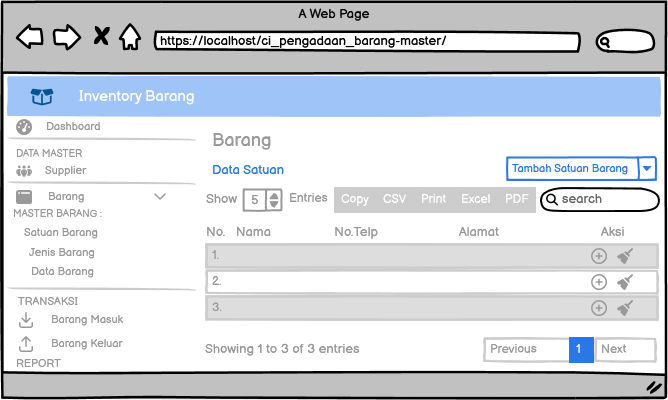 A Web Page
https://localhost/ci_pengadaan_barang-master/
Inventory Barang
Dashboard
DATA MASTER
Supplier
Barang
MASTER BARANG :
Satuan Barang
Jenis Barang
Data Barang
TRANSAKSI
Barang Masuk
Barang Keluar
REPORT
Barang
Data Satuan
Tambah Satuan Barang
Show 5 Entries Copy CSV Print Excel PDF search
No. Nama No.Telp Alamat Aksi
1.
2.
3.
Showing 1 to 3 of 3 entries
Previous 1 Next